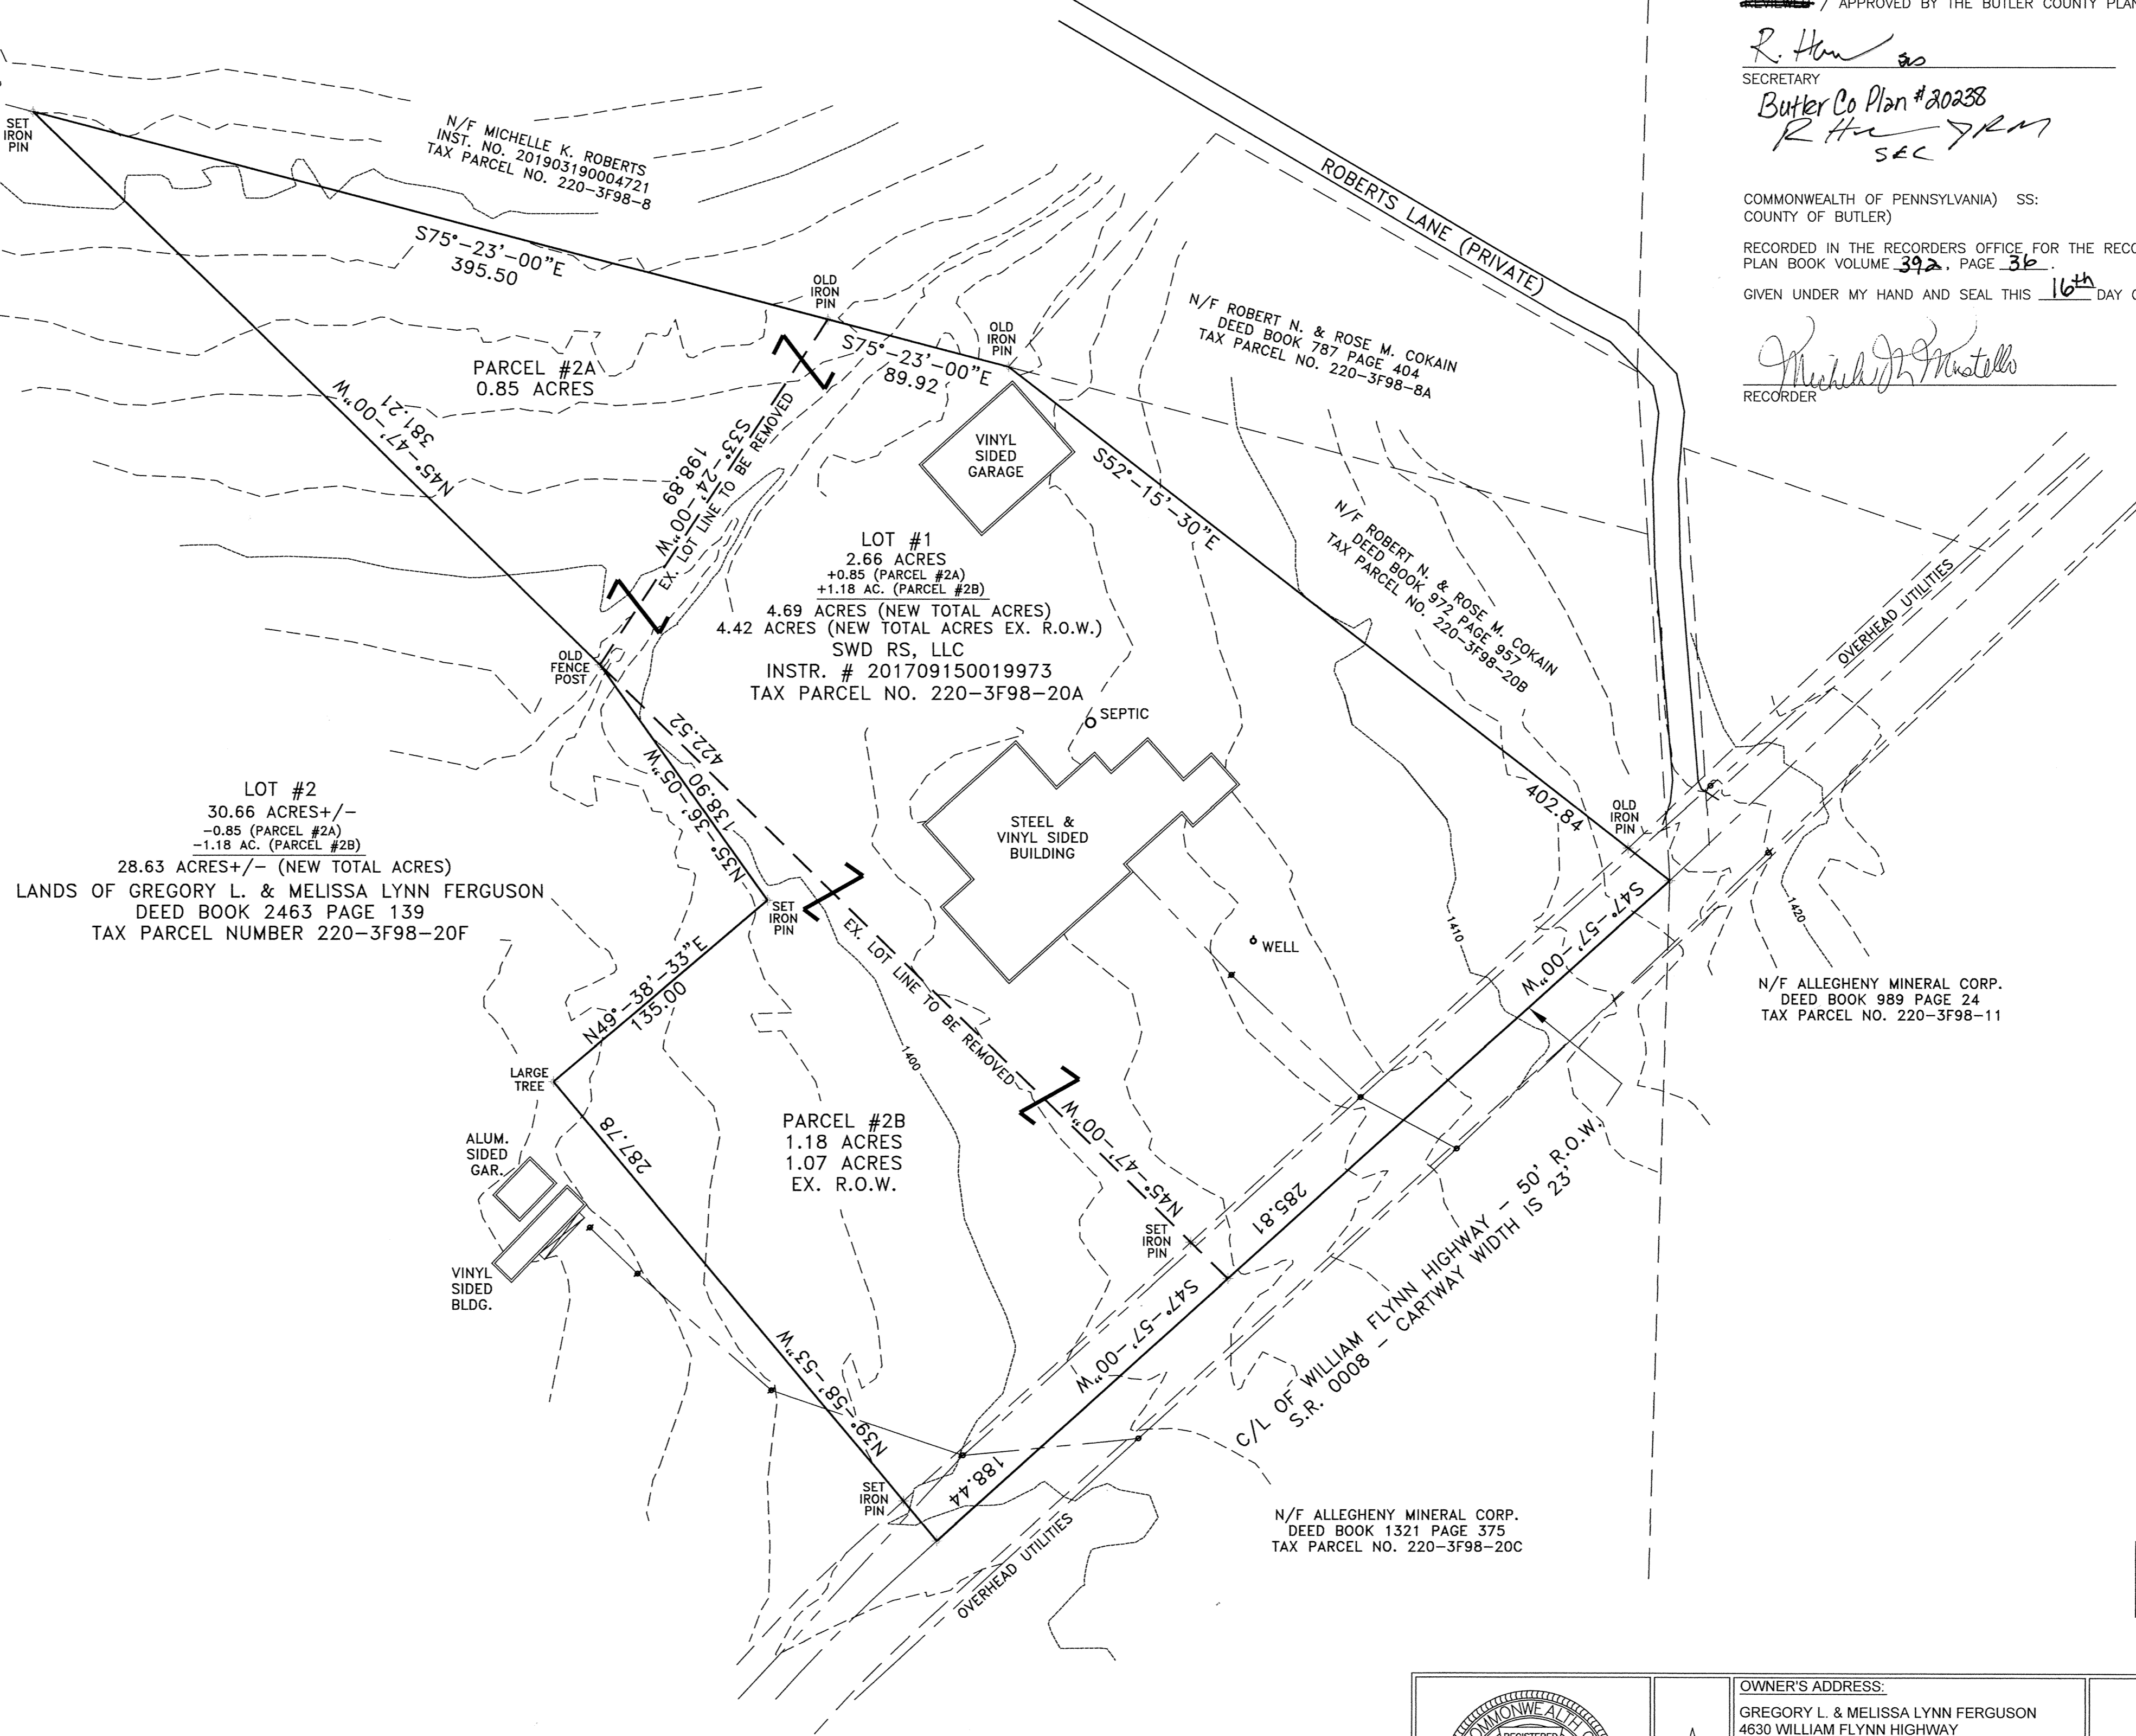 REVIEWED / APPROVED BY THE BUTLER COUNTY PLAN
R. H
SECRETARY
Butler Co Plan #20238
SEC
COMMONWEALTH OF PENNSYLVANIA) SS:
COUNTY OF BUTLER)
RECORDED IN THE RECORDERS OFFICE FOR THE RECO
PLAN BOOK VOLUME 392, PAGE 36.
GIVEN UNDER MY HAND AND SEAL THIS 16th DAY O
Michele M Mustello
RECORDER
SET
IRON
PIN
N/F MICHELLE K. ROBERTS
INST. NO. 201903190004721
TAX PARCEL NO. 220-3F98-8
ROBERTS LANE (PRIVATE)
S75°-23'-00"E
395.50
OLD
IRON
PIN
OLD
IRON
PIN
S75°-23'-00"E
89.92
N/F ROBERT N. & ROSE M. COKAIN
DEED BOOK 787 PAGE 404
TAX PARCEL NO. 220-3F98-8A
PARCEL #2A
0.85 ACRES
N45°-47'-00"W
381.21
S33°-24'-00"W
198.89
EX. LOT LINE TO BE REMOVED
VINYL
SIDED
GARAGE
S52°-15'-30"E
402.84
N/F ROBERT N. & ROSE M. COKAIN
DEED BOOK 972 PAGE 957
TAX PARCEL NO. 220-3F98-20B
OVERHEAD UTILITIES
LOT #1
2.66 ACRES
+0.85 (PARCEL #2A)
+1.18 AC. (PARCEL #2B)
4.69 ACRES (NEW TOTAL ACRES)
4.42 ACRES (NEW TOTAL ACRES EX. R.O.W.)
SWD RS, LLC
INSTR. # 201709150019973
TAX PARCEL NO. 220-3F98-20A
OLD
FENCE
POST
SEPTIC
422.52
N35°-36'-05"W
138.90
LOT #2
30.66 ACRES+/-
-0.85 (PARCEL #2A)
-1.18 AC. (PARCEL #2B)
28.63 ACRES+/- (NEW TOTAL ACRES)
LANDS OF GREGORY L. & MELISSA LYNN FERGUSON
DEED BOOK 2463 PAGE 139
TAX PARCEL NUMBER 220-3F98-20F
STEEL &
VINYL SIDED
BUILDING
OLD
IRON
PIN
SET
IRON
PIN
EX. LOT LINE TO BE REMOVED
WELL
1410
1420
S47°-57'-00"W
285.81
N/F ALLEGHENY MINERAL CORP.
DEED BOOK 989 PAGE 24
TAX PARCEL NO. 220-3F98-11
N49°-38'-33"E
135.00
1400
LARGE
TREE
287.78
N39°-58'-53"W
ALUM.
SIDED
GAR.
PARCEL #2B
1.18 ACRES
1.07 ACRES
EX. R.O.W.
N45°-47'-00"W
SET
IRON
PIN
VINYL
SIDED
BLDG.
S47°-57'-00"W
188.44
C/L OF WILLIAM FLYNN HIGHWAY - 50' R.O.W.
S.R. 0008 - CARTWAY WIDTH IS 23'
SET
IRON
PIN
OVERHEAD UTILITIES
N/F ALLEGHENY MINERAL CORP.
DEED BOOK 1321 PAGE 375
TAX PARCEL NO. 220-3F98-20C
COMMONWEALTH O
REGISTERED
OWNER'S ADDRESS:
GREGORY L. & MELISSA LYNN FERGUSON
4630 WILLIAM FLYNN HIGHWAY